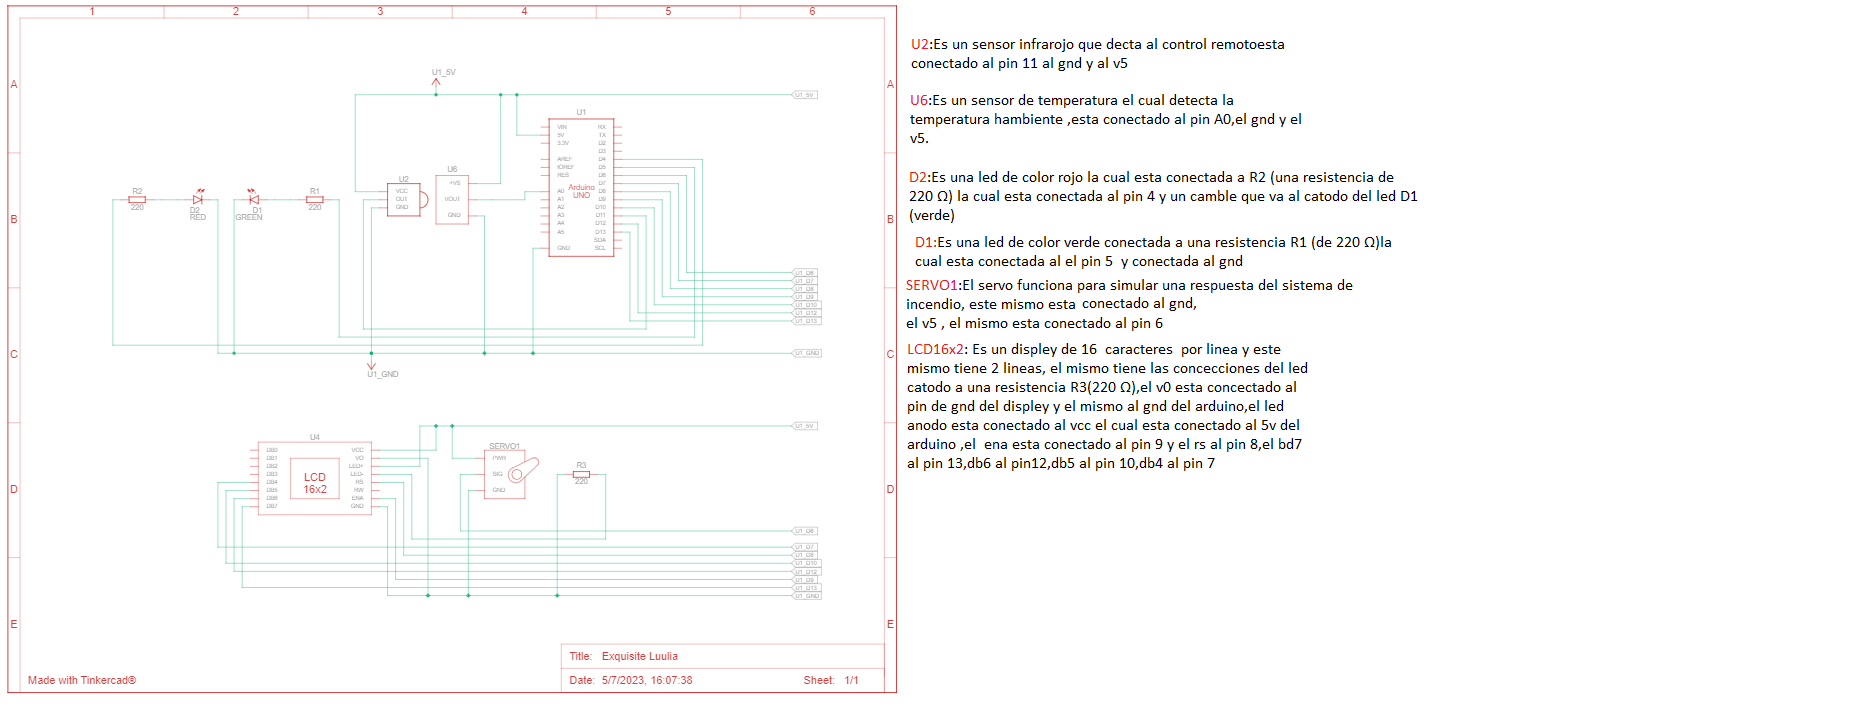 1 2 3 4 5 6
A A
B B
C C
D D
E E
U1_5V
U1_5V
U1
VIN RX
5V TX
3.3V D2
D3
AREF D4
IOREF D5
RES D6
D7
A0 D8
A1 D9
A2 D10
A3 D11
A4 D12
A5 D13
SDA
GND SCL
Arduino
UNO
U2
VCC
OUT
GND
U6
+VS
VOUT
GND
R2
220
D2
RED
D1
GREEN
R1
220
U1_D6
U1_D7
U1_D8
U1_D9
U1_D10
U1_D12
U1_D13
U1_GND
U1_GND
U1_5V
U4
DB0 VCC
DB1 VO
DB2 LED+
DB3 LED-
DB4 RS
DB5 RW
DB6 ENA
DB7 GND
LCD
16x2
SERVO1
PWR
SIG
GND
R3
220
U1_D6
U1_D7
U1_D8
U1_D10
U1_D12
U1_D9
U1_D13
U1_GND
Title: Exquisite Luulia
Made with Tinkercad®
Date: 5/7/2023, 16:07:38 Sheet: 1/1
U2:Es un sensor infrarojo que decta al control remotoesta
conectado al pin 11 al gnd y al v5
U6:Es un sensor de temperatura el cual detecta la
temperatura hambiente ,esta conectado al pin A0,el gnd y el
v5.
D2:Es una led de color rojo la cual esta conectada a R2 (una resistencia de
220 Ω) la cual esta conectada al pin 4 y un camble que va al catodo del led D1
(verde)
D1:Es una led de color verde conectada a una resistencia R1 (de 220 Ω)la
cual esta conectada al el pin 5 y conectada al gnd
SERVO1:El servo funciona para simular una respuesta del sistema de
incendio, este mismo esta conectado al gnd,
el v5 , el mismo esta conectado al pin 6
LCD16x2: Es un displey de 16 caracteres por linea y este
mismo tiene 2 lineas, el mismo tiene las concecciones del led
catodo a una resistencia R3(220 Ω),el v0 esta concectado al
pin de gnd del displey y el mismo al gnd del arduino,el led
anodo esta conectado al vcc el cual esta conectado al 5v del
arduino ,el ena esta conectado al pin 9 y el rs al pin 8,el bd7
al pin 13,db6 al pin12,db5 al pin 10,db4 al pin 7